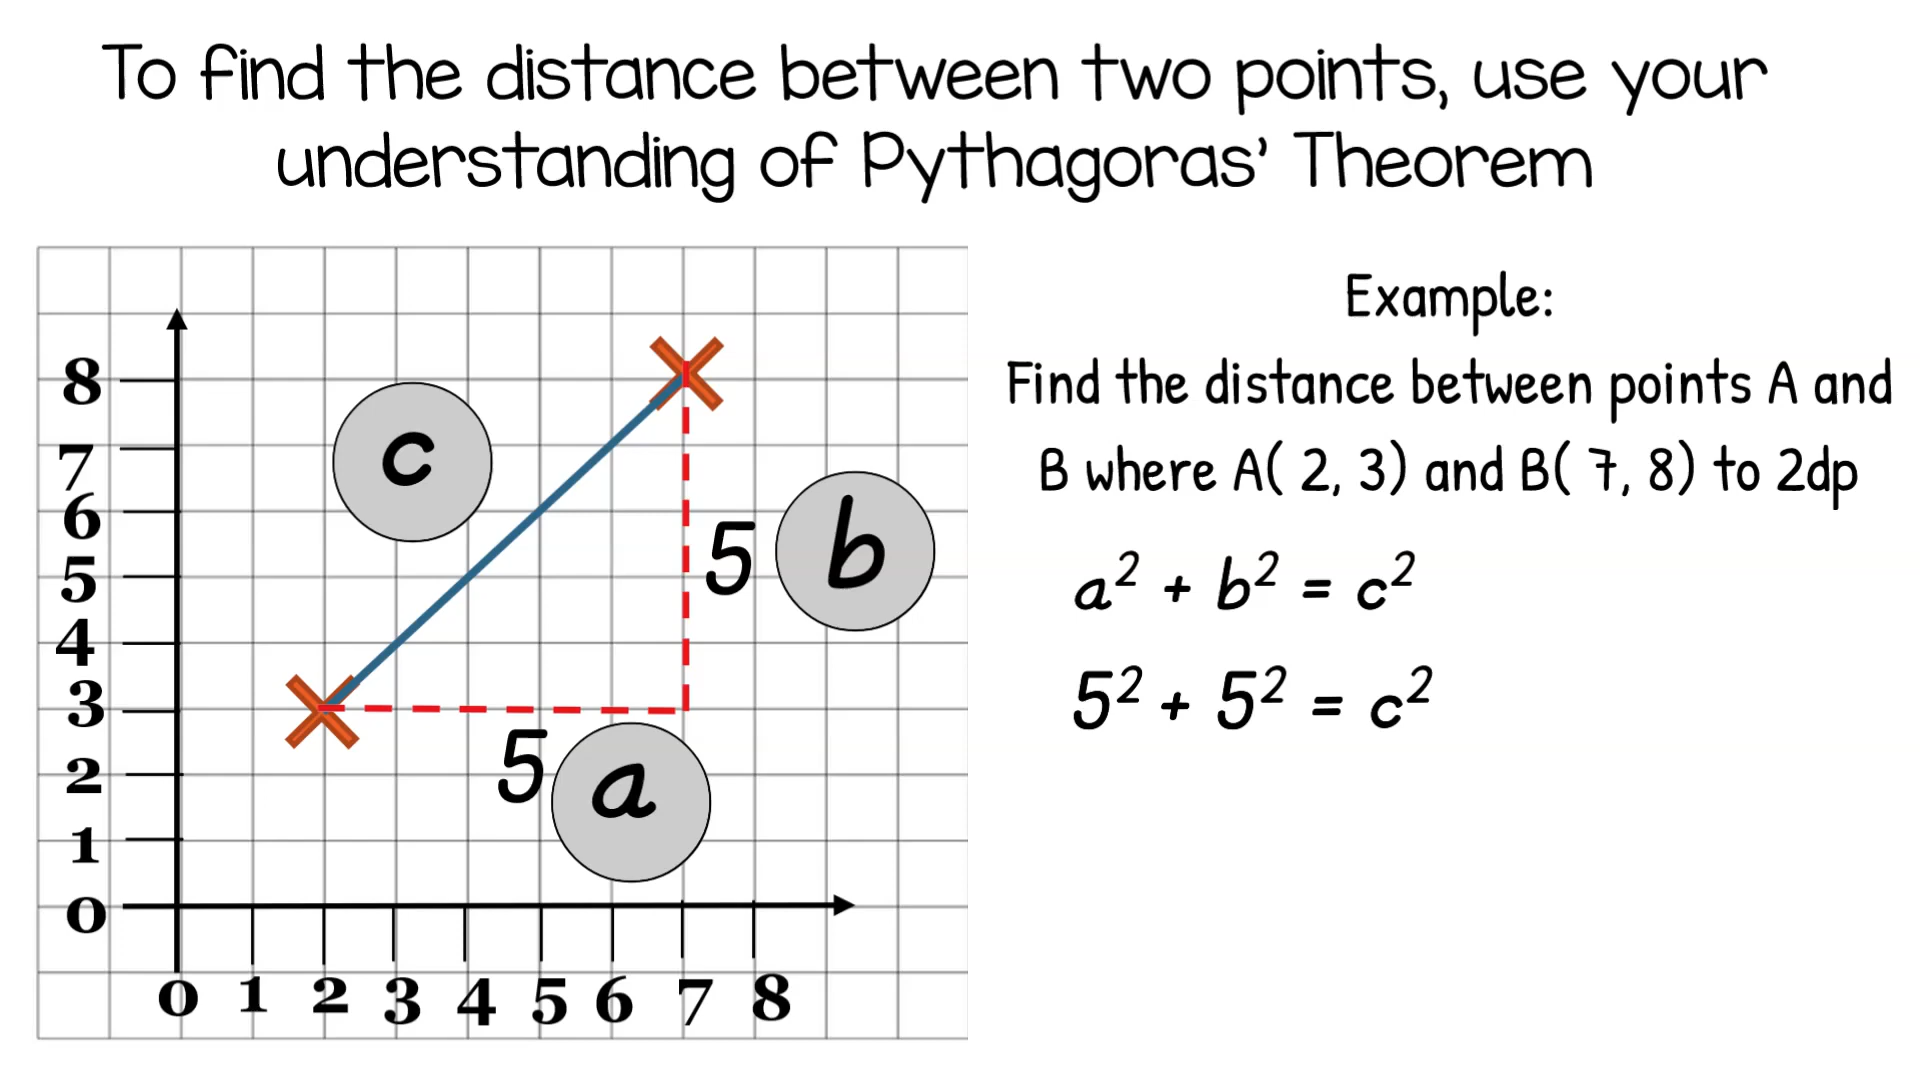 To find the distance between two points, use your
understanding of Pythagoras' Theorem
Example:
Find the distance between points A and
B where A( 2, 3) and B( 7, 8) to 2dp
a² + b² = c²
5² + 5² = c²
8
7
6
5
4
3
2
1
0
c
5 b
5 a
0 1 2 3 4 5 6 7 8